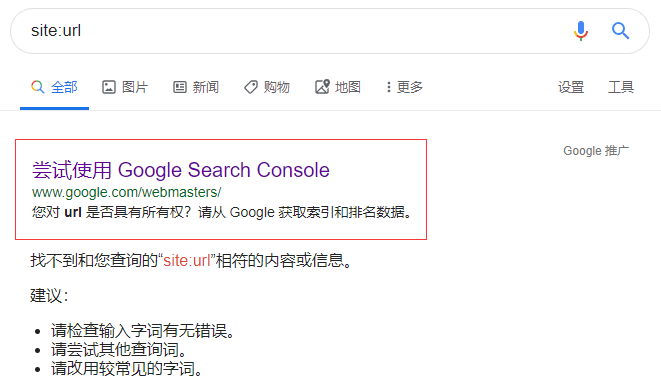 site:url
全部 图片 新闻 购物 地图 更多 设置 工具
Google 推广
尝试使用 Google Search Console
www.google.com/webmasters/
您对 url 是否具有所有权？请从 Google 获取索引和排名数据。
找不到和您查询的“site:url”相符的内容或信息。
建议：
请检查输入字词有无错误。
请尝试其他查询词。
请改用较常见的字词。